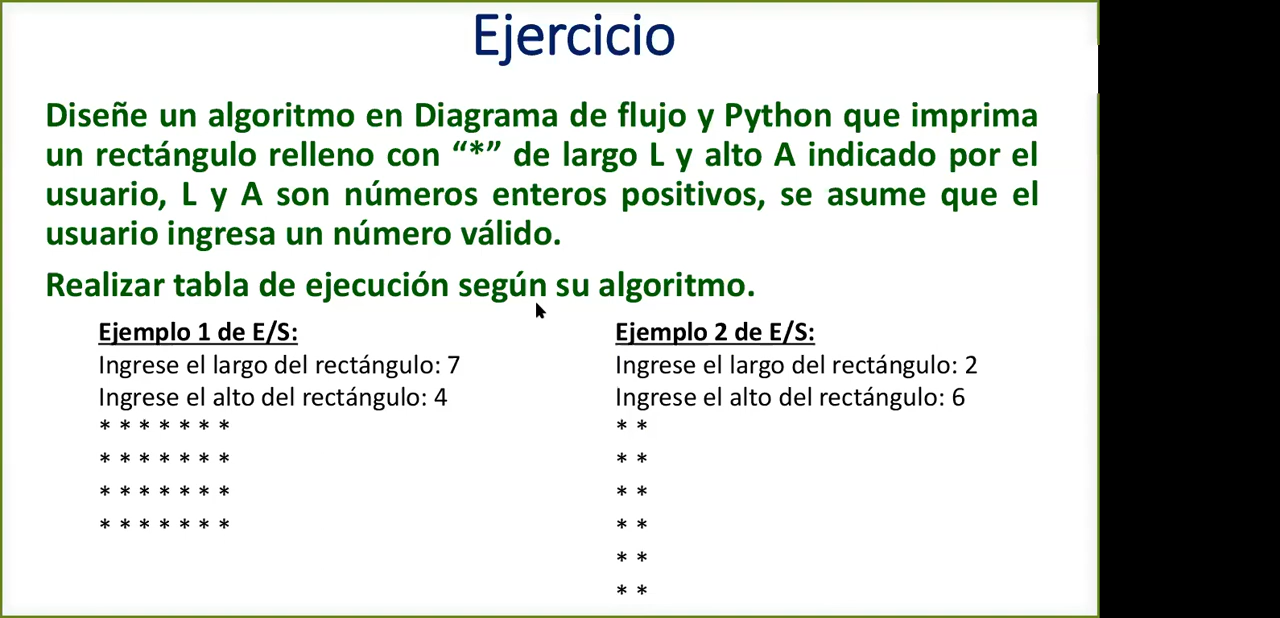 Ejercicio
Diseñe un algoritmo en Diagrama de flujo y Python que imprima
un rectángulo relleno con “*” de largo L y alto A indicado por el
usuario, L y A son números enteros positivos, se asume que el
usuario ingresa un número válido.
Realizar tabla de ejecución según su algoritmo.
Ejemplo 1 de E/S:
Ingrese el largo del rectángulo: 7
Ingrese el alto del rectángulo: 4
* * * * * * *
* * * * * * *
* * * * * * *
* * * * * * *
Ejemplo 2 de E/S:
Ingrese el largo del rectángulo: 2
Ingrese el alto del rectángulo: 6
* *
* *
* *
* *
* *
* *